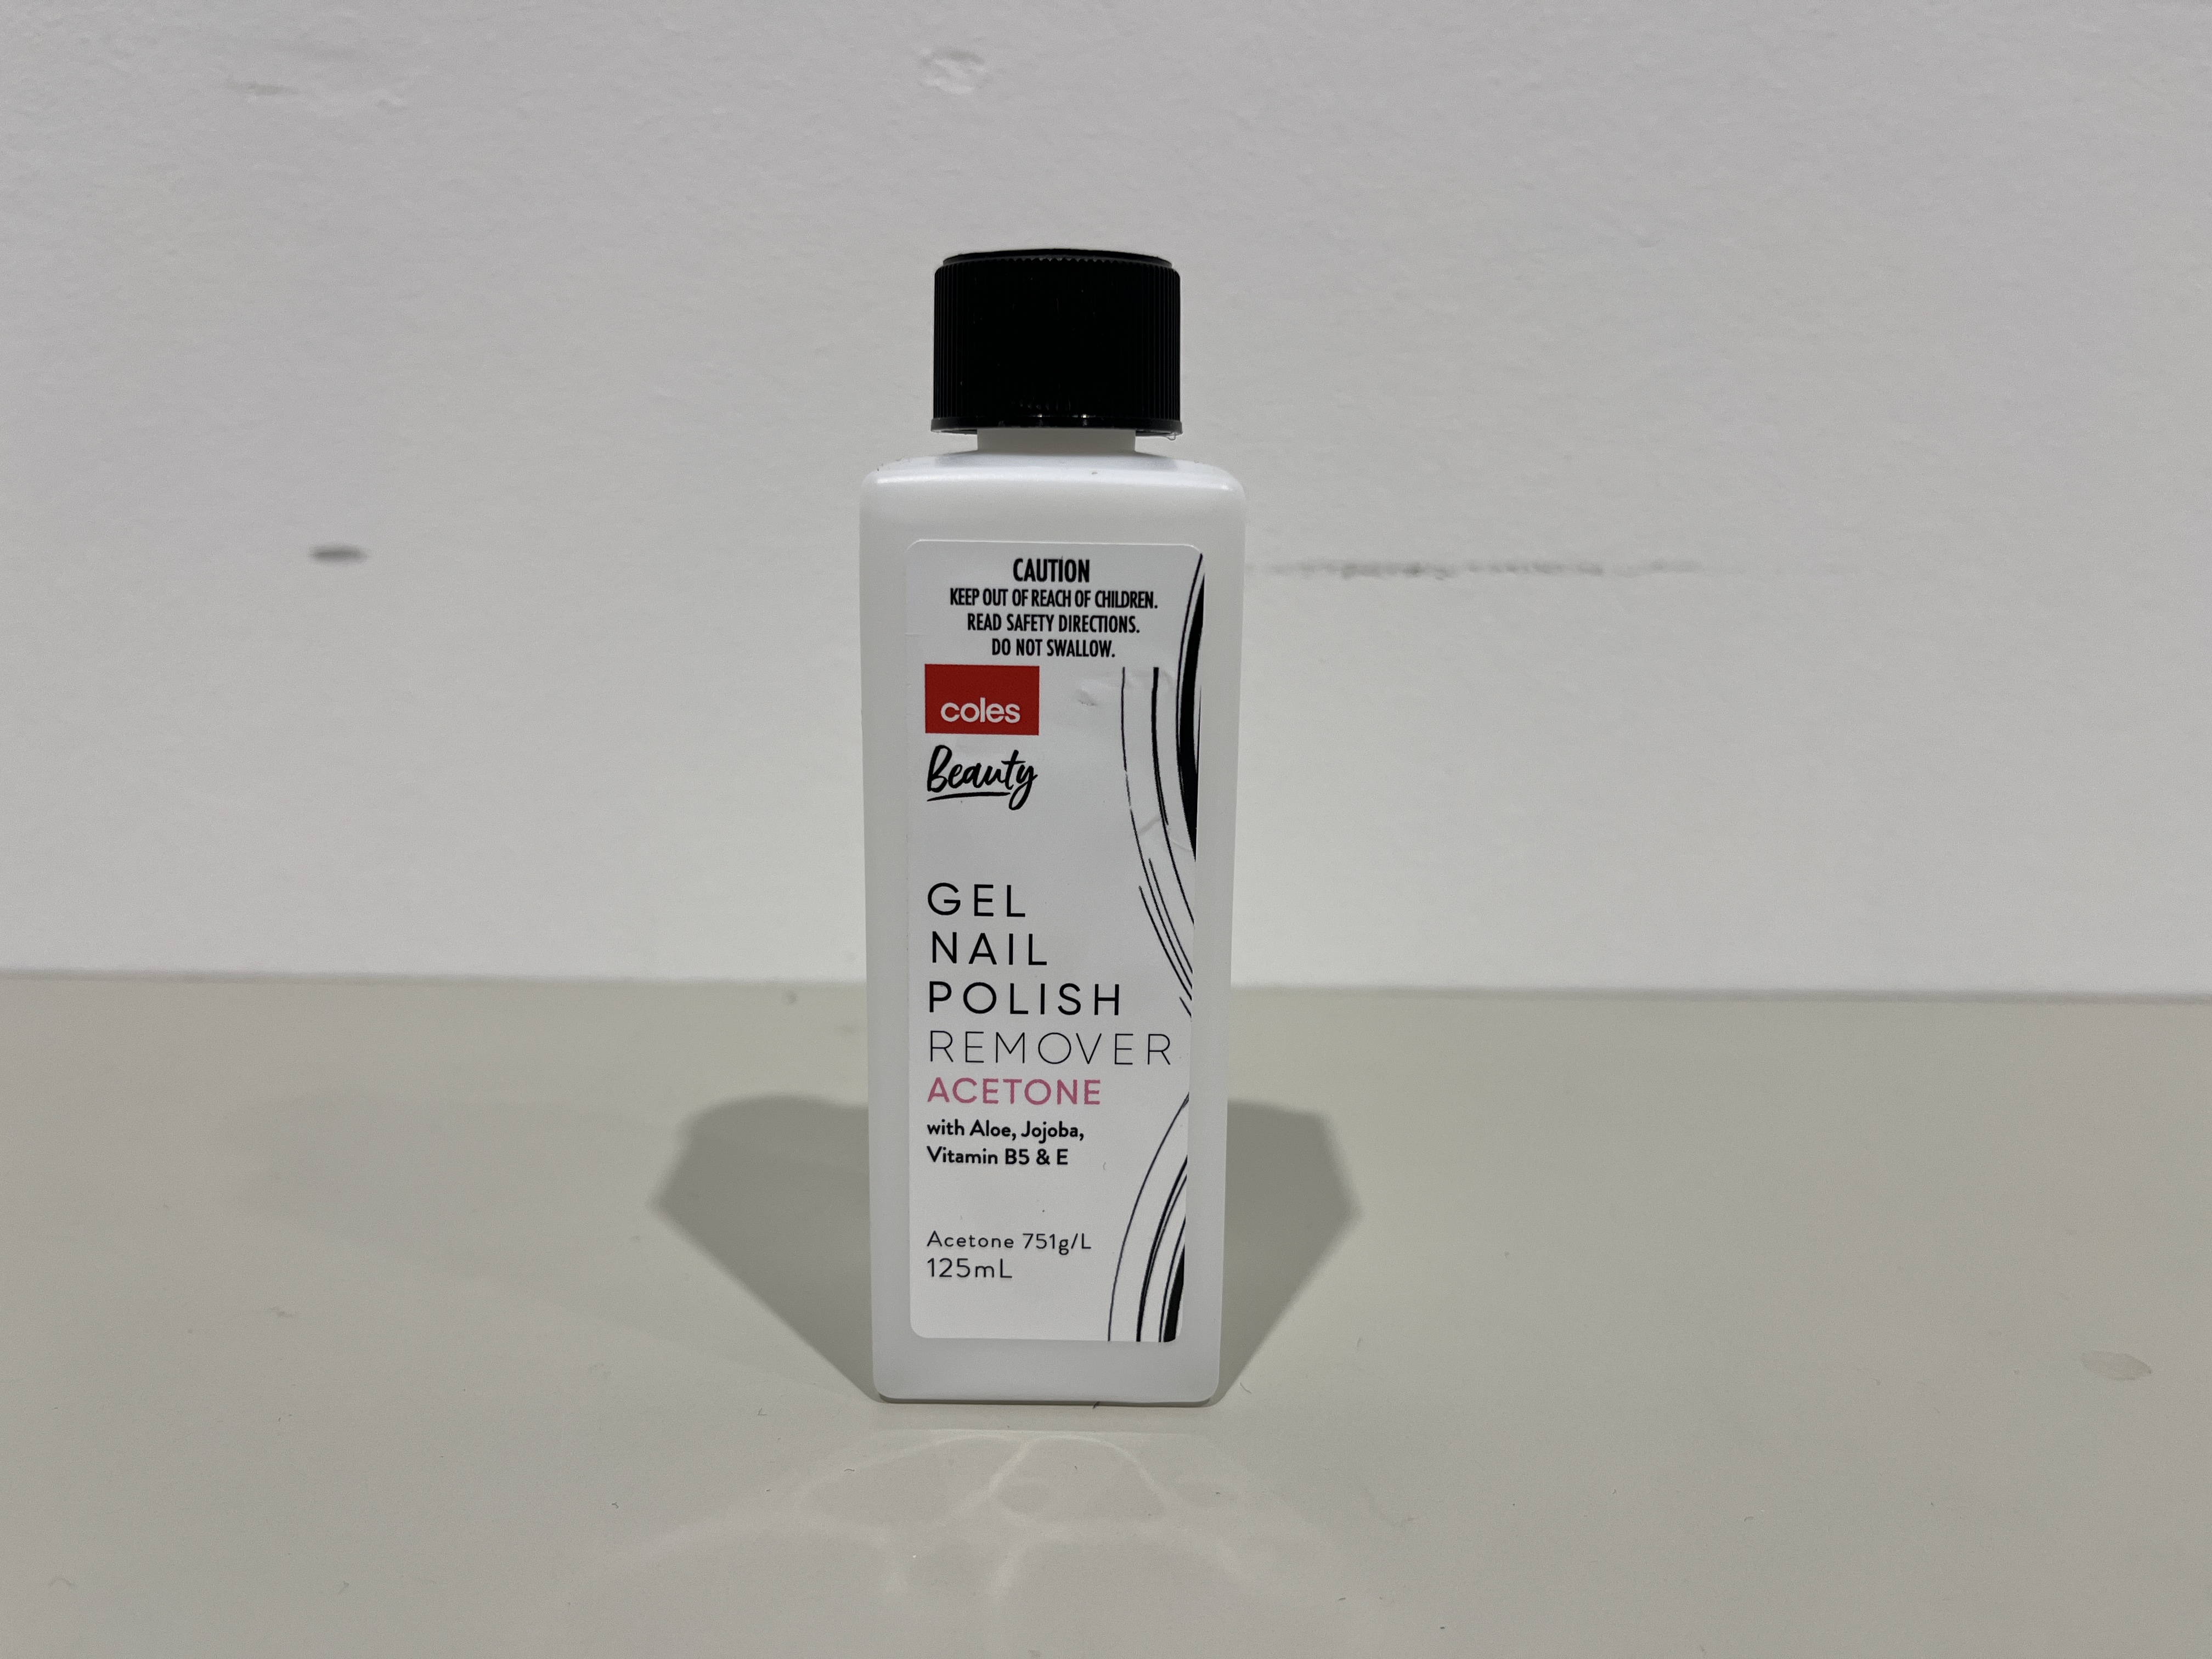 CAUTION
KEEP OUT OF REACH OF CHILDREN.
READ SAFETY DIRECTIONS.
DO NOT SWALLOW.
coles
Beauty
GEL
NAIL
POLISH
REMOVER
ACETONE
with Aloe, Jojoba,
Vitamin B5 & E
Acetone 751g/L
125mL